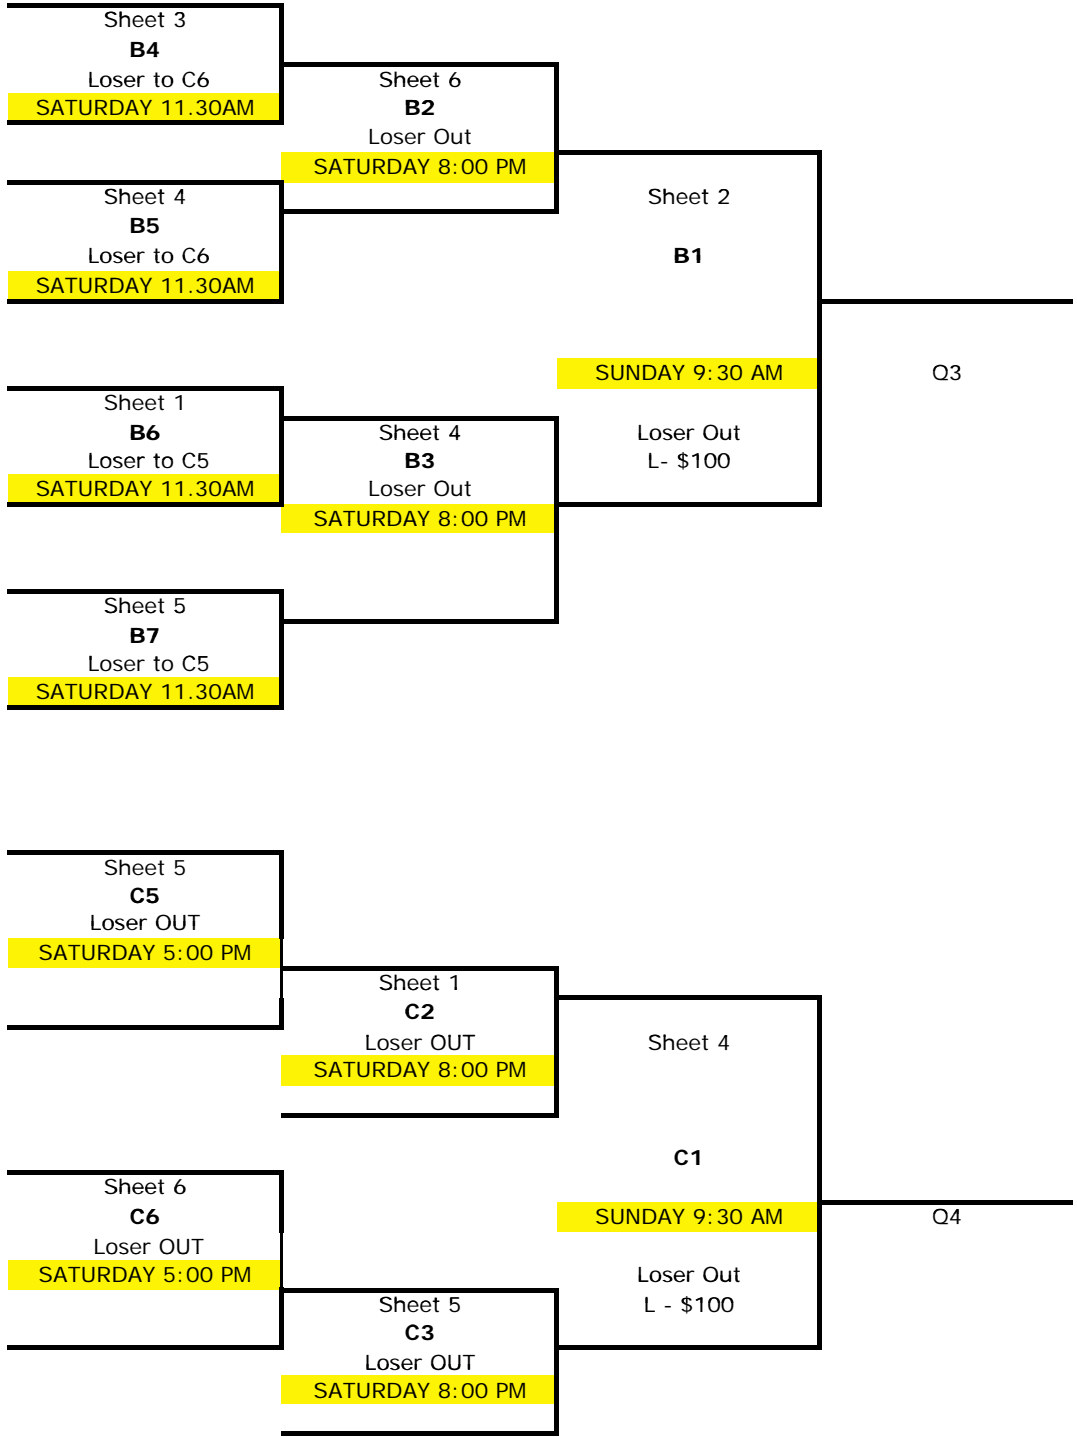 Sheet 3
B4
Loser to C6
SATURDAY 11.30AM
Sheet 6
B2
Loser Out
SATURDAY 8:00 PM
Sheet 4
B5
Loser to C6
SATURDAY 11.30AM
Sheet 2
B1
SUNDAY 9:30 AM
Loser Out
L- $100
Q3
Sheet 1
B6
Loser to C5
SATURDAY 11.30AM
Sheet 4
B3
Loser Out
SATURDAY 8:00 PM
Sheet 5
B7
Loser to C5
SATURDAY 11.30AM
Sheet 5
C5
Loser OUT
SATURDAY 5:00 PM
Sheet 1
C2
Loser OUT
SATURDAY 8:00 PM
Sheet 4
C1
SUNDAY 9:30 AM
Loser Out
L - $100
Q4
Sheet 6
C6
Loser OUT
SATURDAY 5:00 PM
Sheet 5
C3
Loser OUT
SATURDAY 8:00 PM